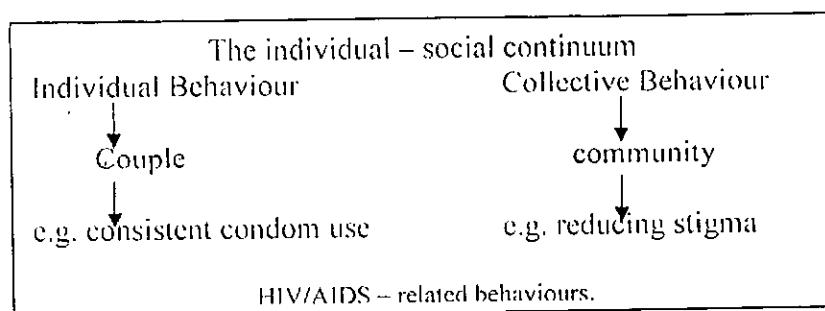 The individual – social continuum
Individual Behaviour Collective Behaviour
Couple community
e.g. consistent condom use e.g. reducing stigma
HIV/AIDS – related behaviours.